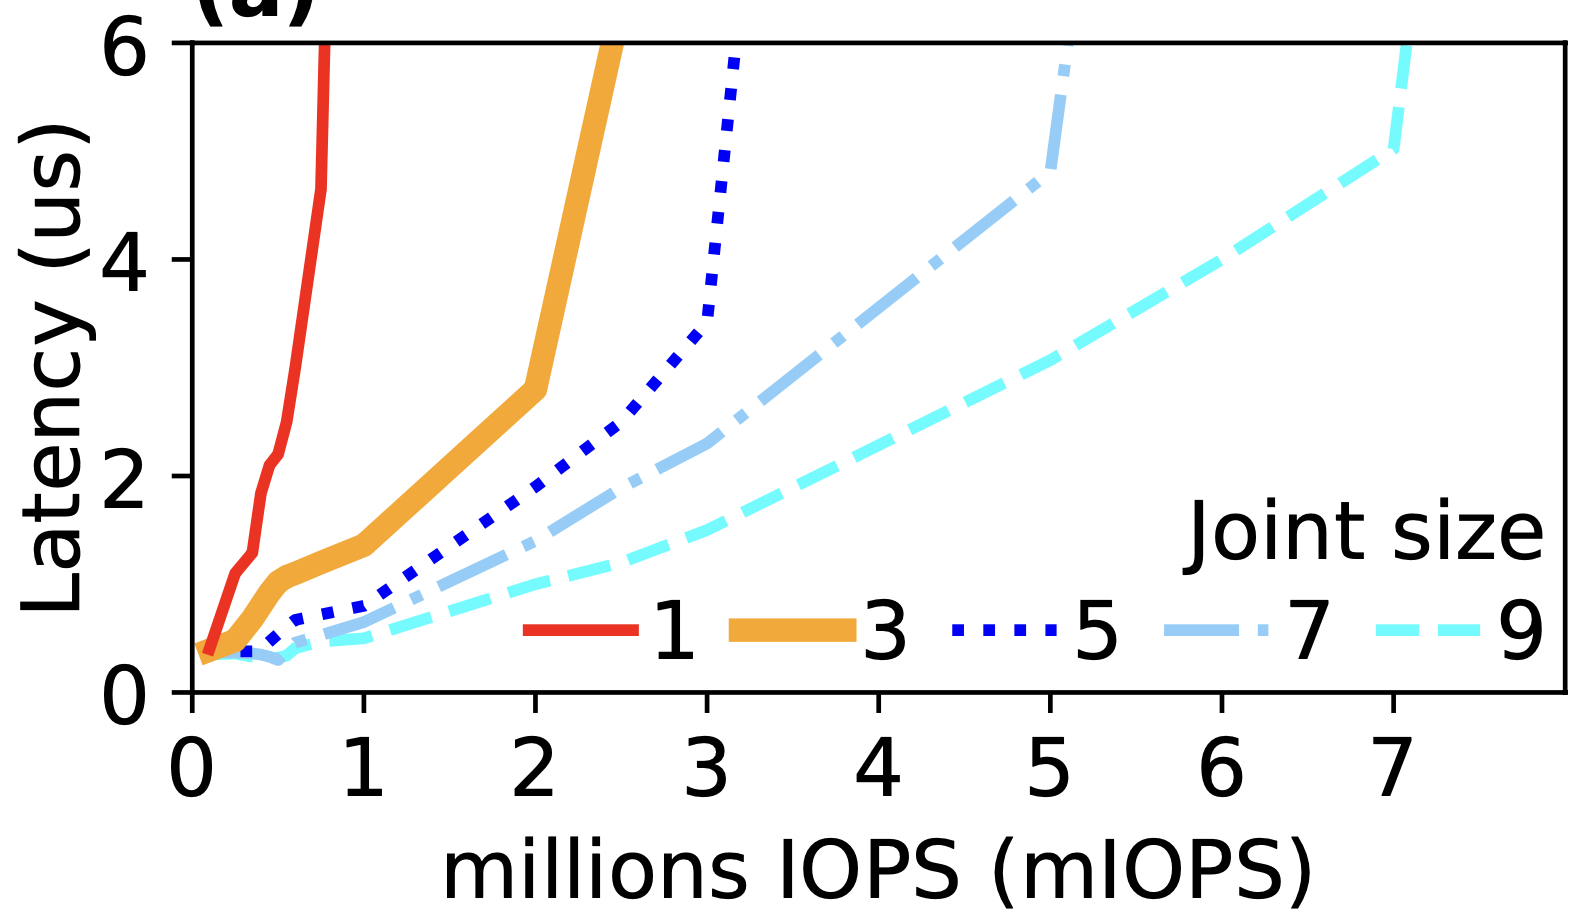 (a)
6
4
2
0
Latency (us)
Joint size
1 3 5 7 9
0 1 2 3 4 5 6 7
millions IOPS (mIOPS)